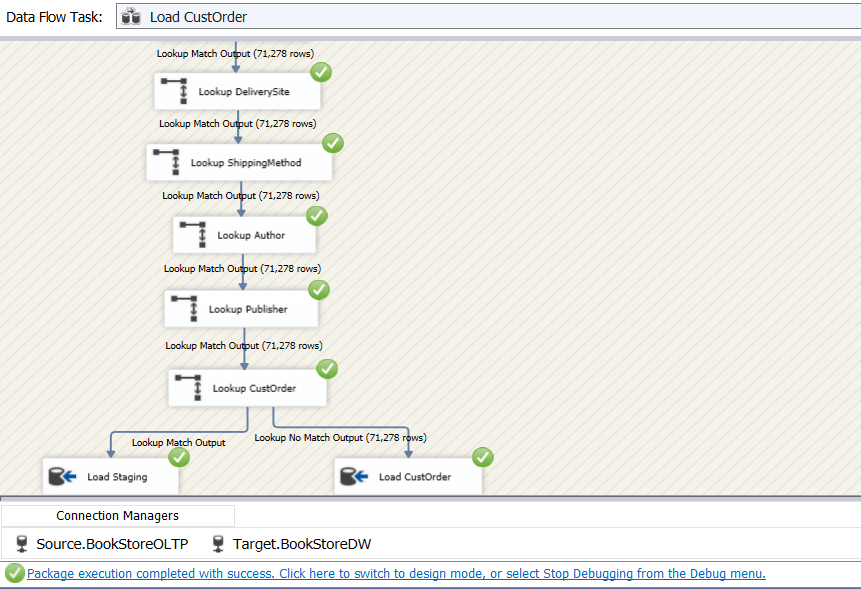 Data Flow Task: Load CustOrder
Lookup Match Output (71,278 rows)
Lookup DeliverySite
Lookup Match Output (71,278 rows)
Lookup ShippingMethod
Lookup Match Output (71,278 rows)
Lookup Author
Lookup Match Output (71,278 rows)
Lookup Publisher
Lookup Match Output (71,278 rows)
Lookup CustOrder
Lookup Match Output
Lookup No Match Output (71,278 rows)
Load Staging
Load CustOrder
Connection Managers
Source.BookStoreOLTP
Target.BookStoreDW
Package execution completed with success. Click here to switch to design mode, or select Stop Debugging from the Debug menu.